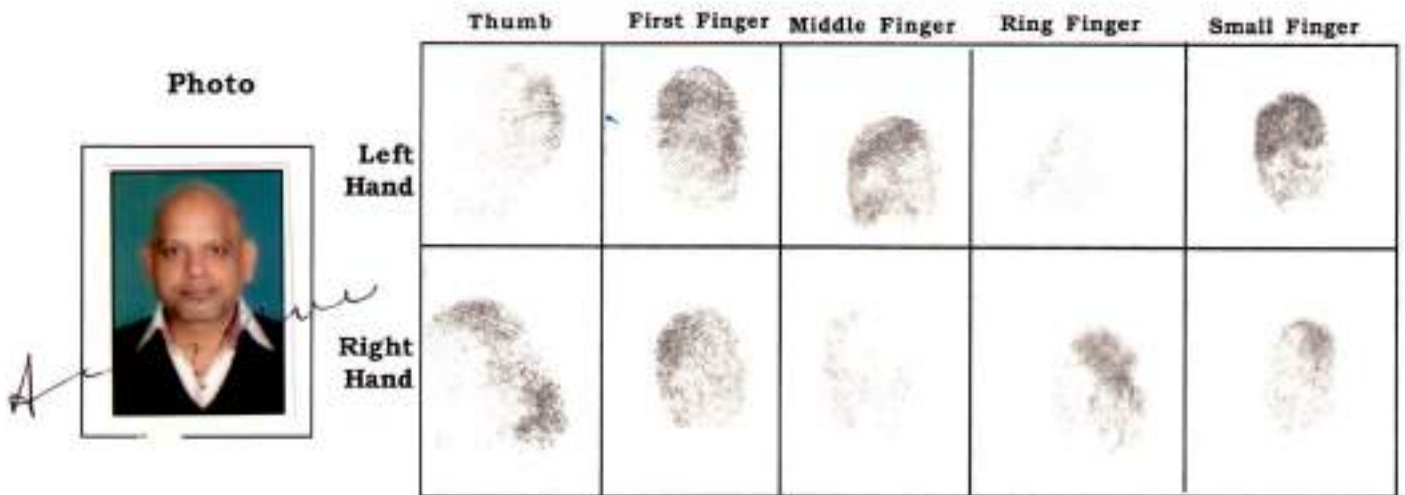 Thumb First Finger Middle Finger Ring Finger Small Finger
Photo
Left
Hand
Right
Hand